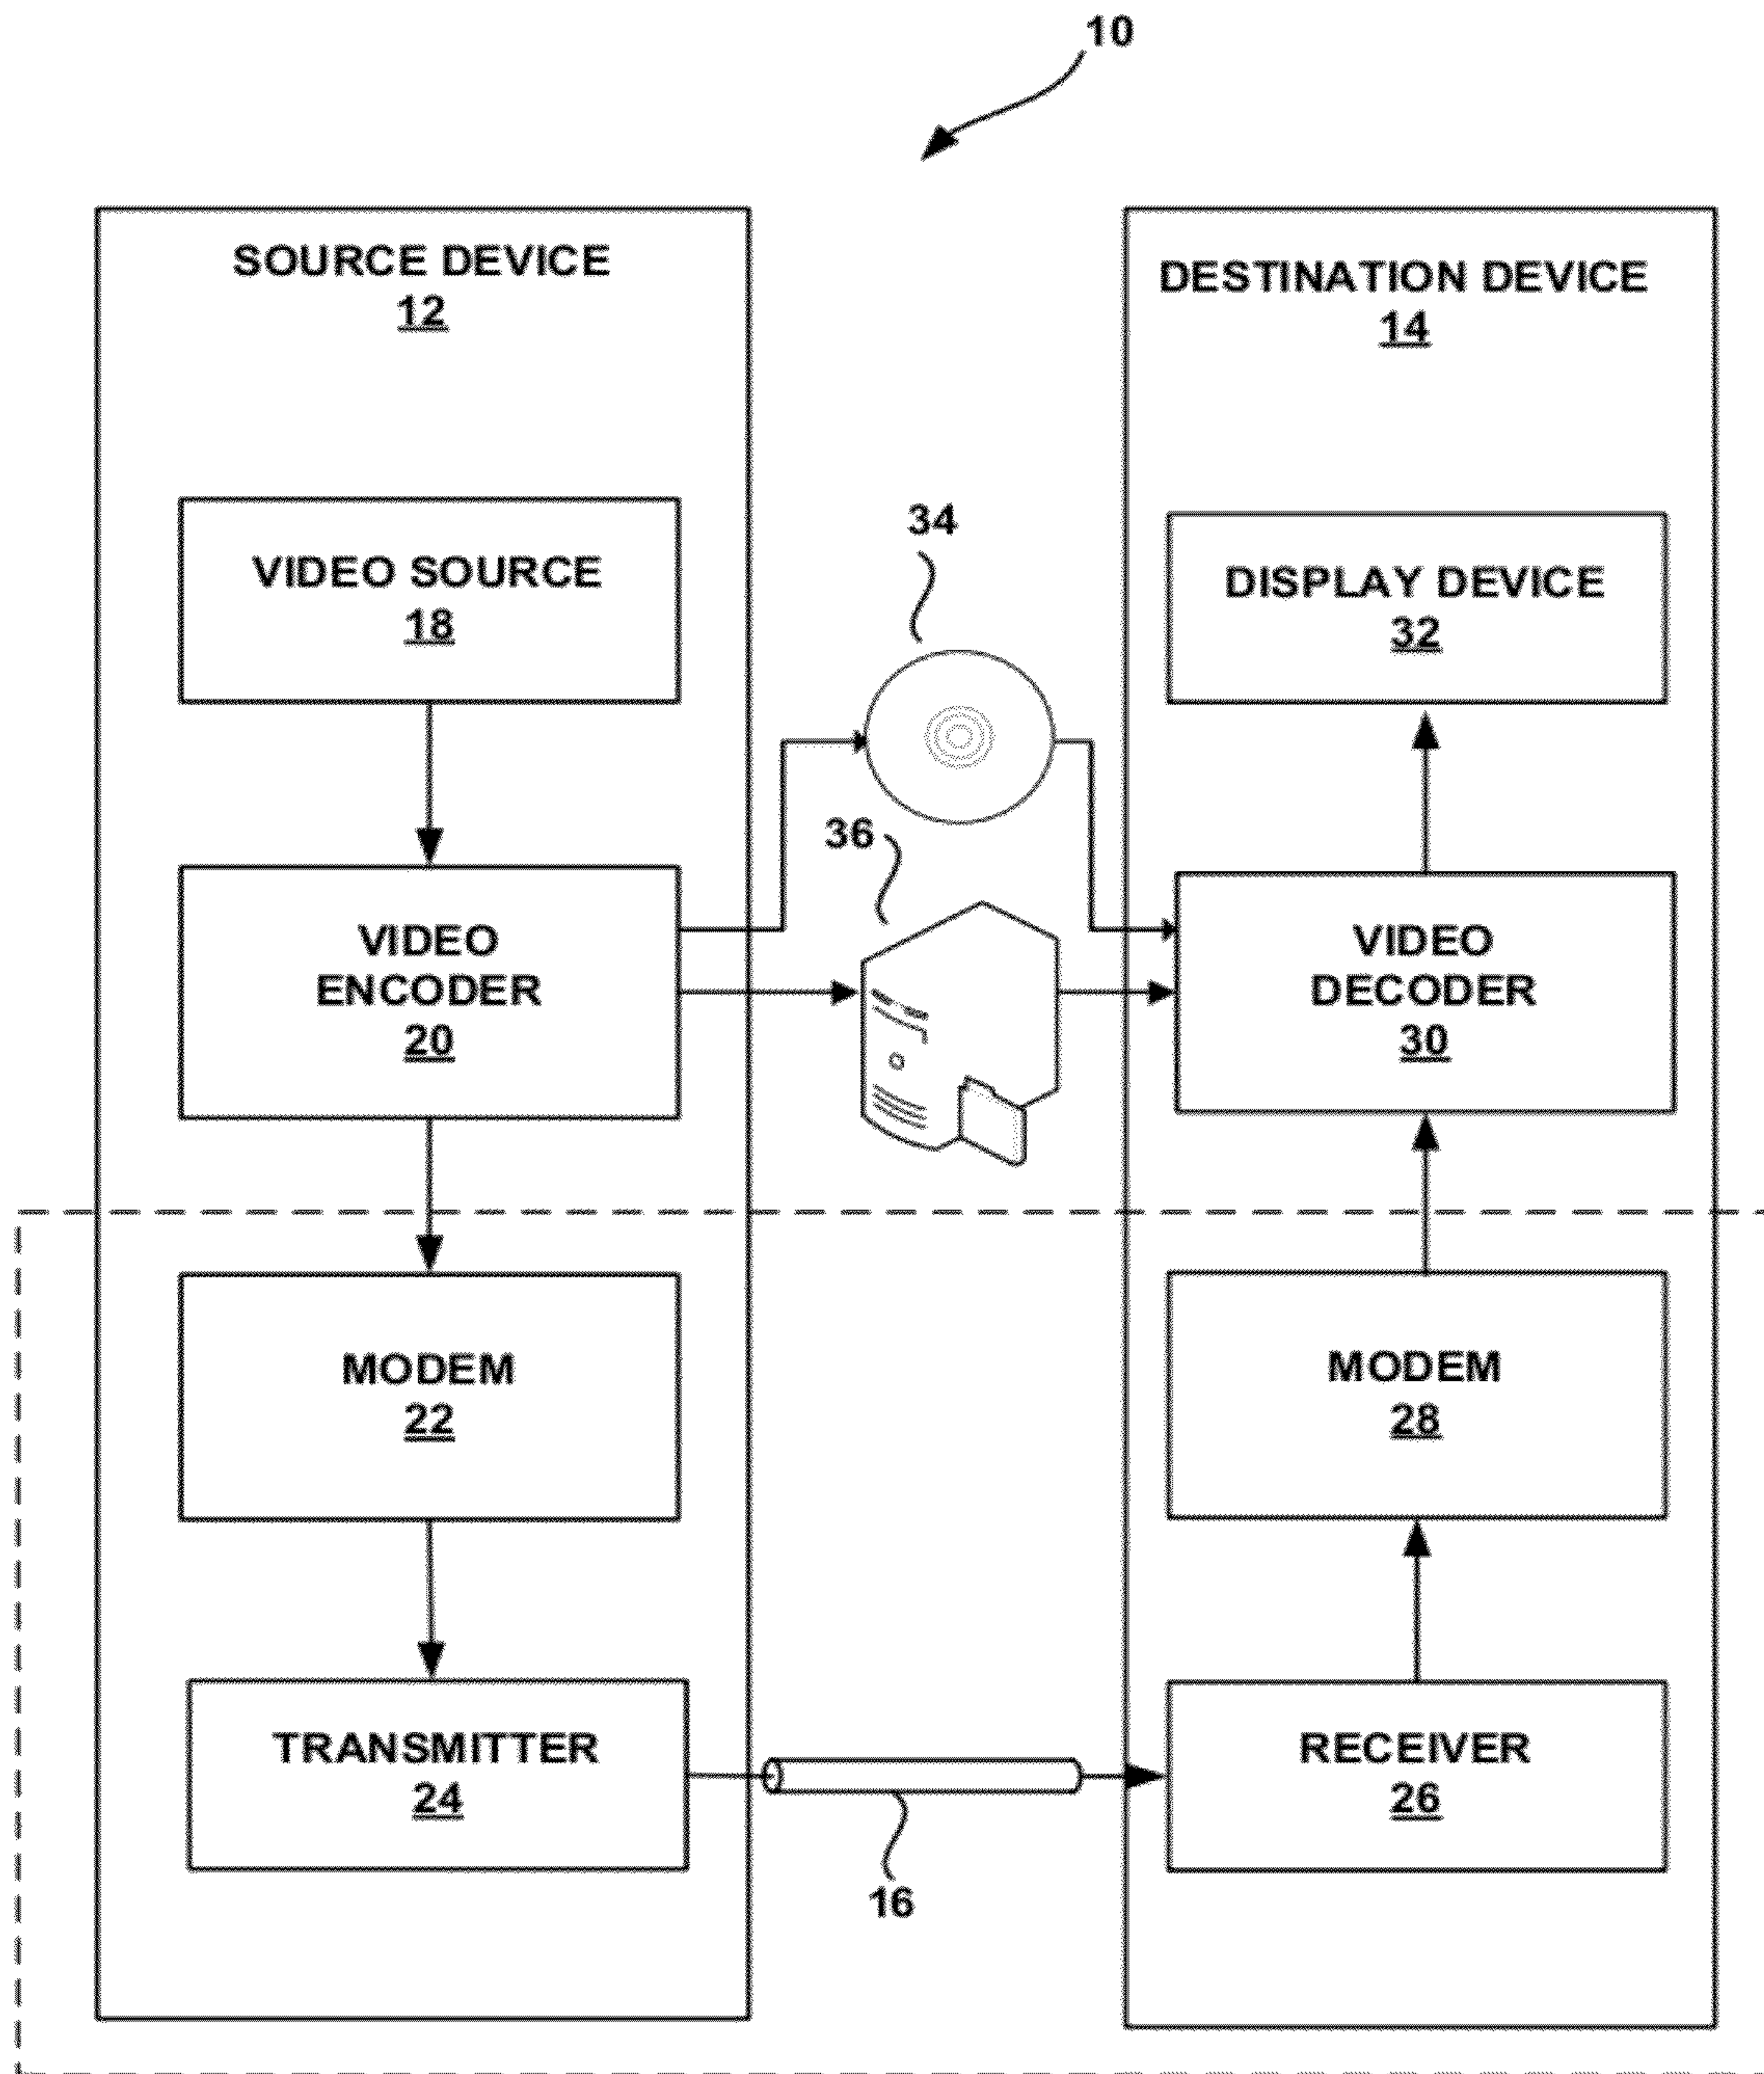 10
SOURCE DEVICE
12
VIDEO SOURCE
18
VIDEO
ENCODER
20
MODEM
22
TRANSMITTER
24
34
36
16
DESTINATION DEVICE
14
DISPLAY DEVICE
32
VIDEO
DECODER
30
MODEM
28
RECEIVER
26